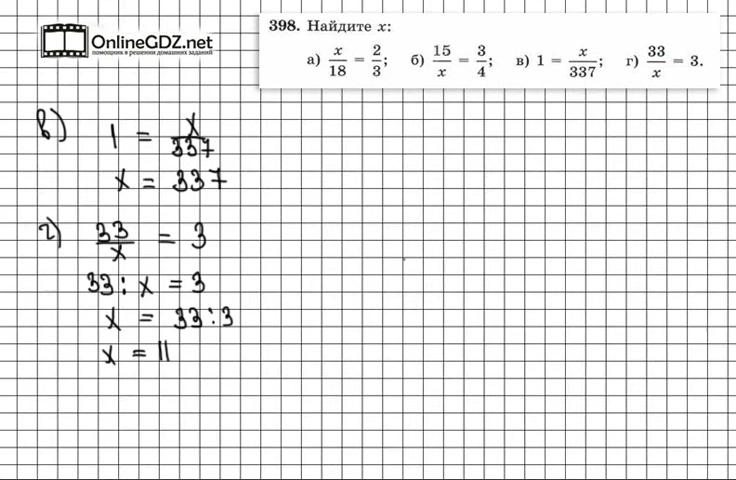 OnlineGDZ.net
помощник в решении домашних заданий
398. Найдите x:
а) x/18 = 2/3; б) 15/x = 3/4; в) 1 = x/337; г) 33/x = 3.
в) 1 = x/337
x = 337
г) 33/x = 3
33 : x = 3
x = 33 : 3
x = 11